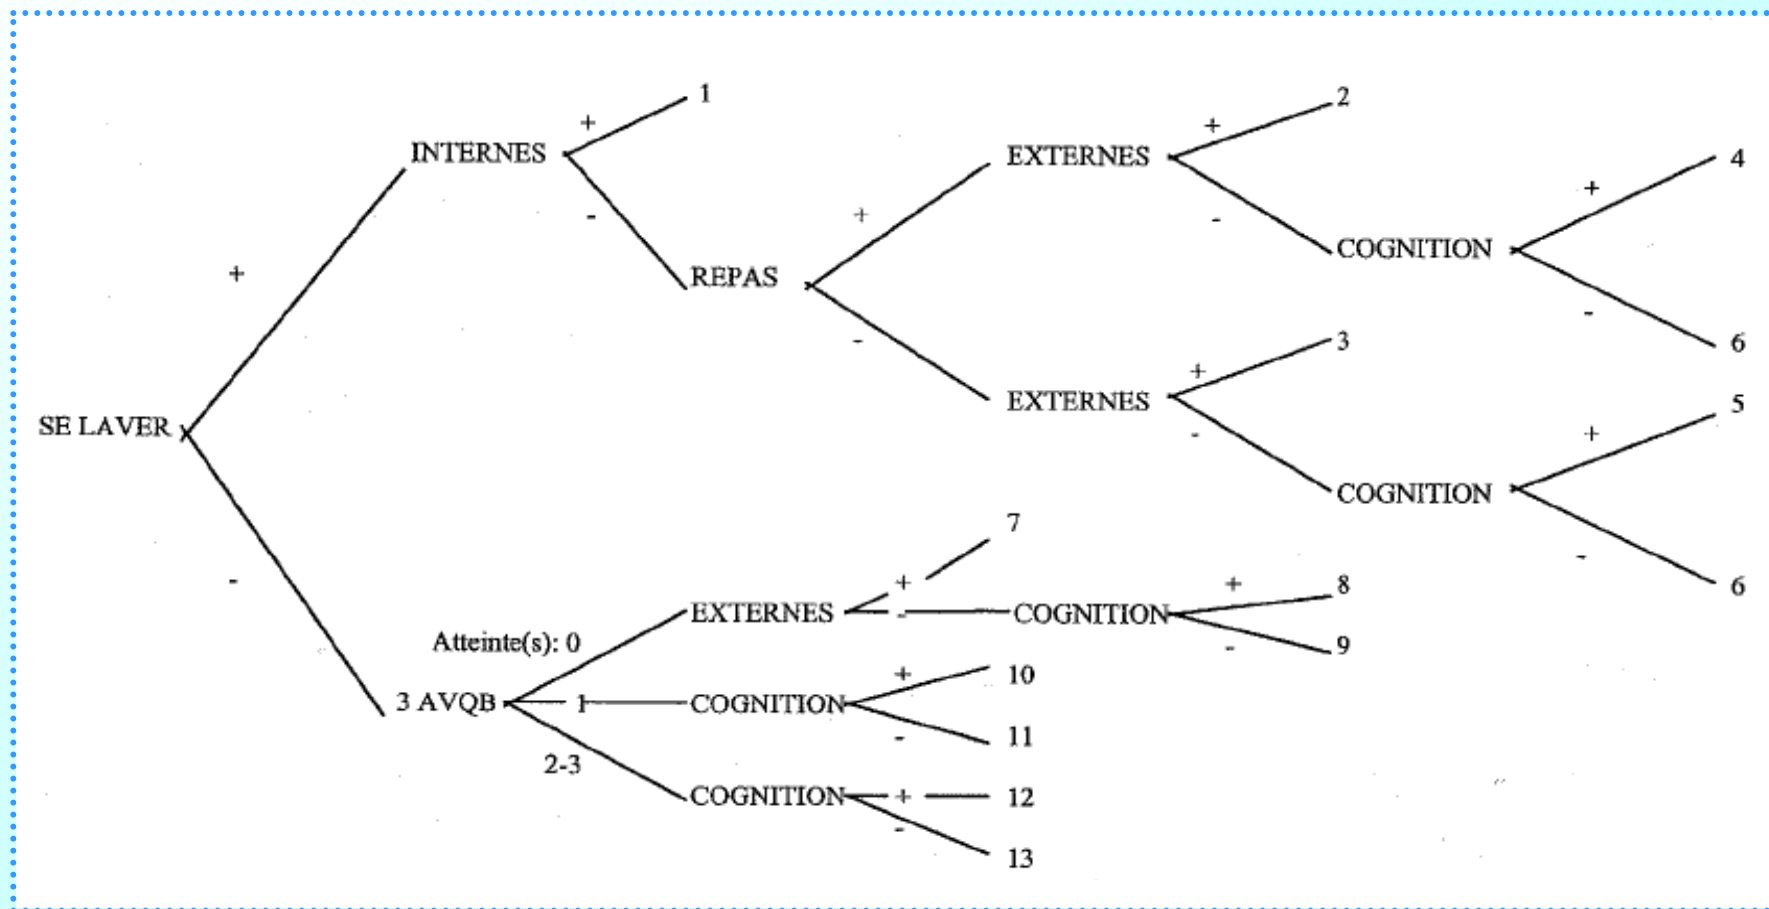 1
2
+
+
INTERNES
EXTERNES
4
+
-
+
-
COGNITION
+
REPAS
-
-
3
6
+
EXTERNES
5
SE LAVER
-
+
COGNITION
7
-
-
+
+
8
6
EXTERNES
-
COGNITION
Atteinte(s): 0
-
9
+
10
3 AVQB
1
COGNITION
-
11
2-3
COGNITION
+
12
-
13